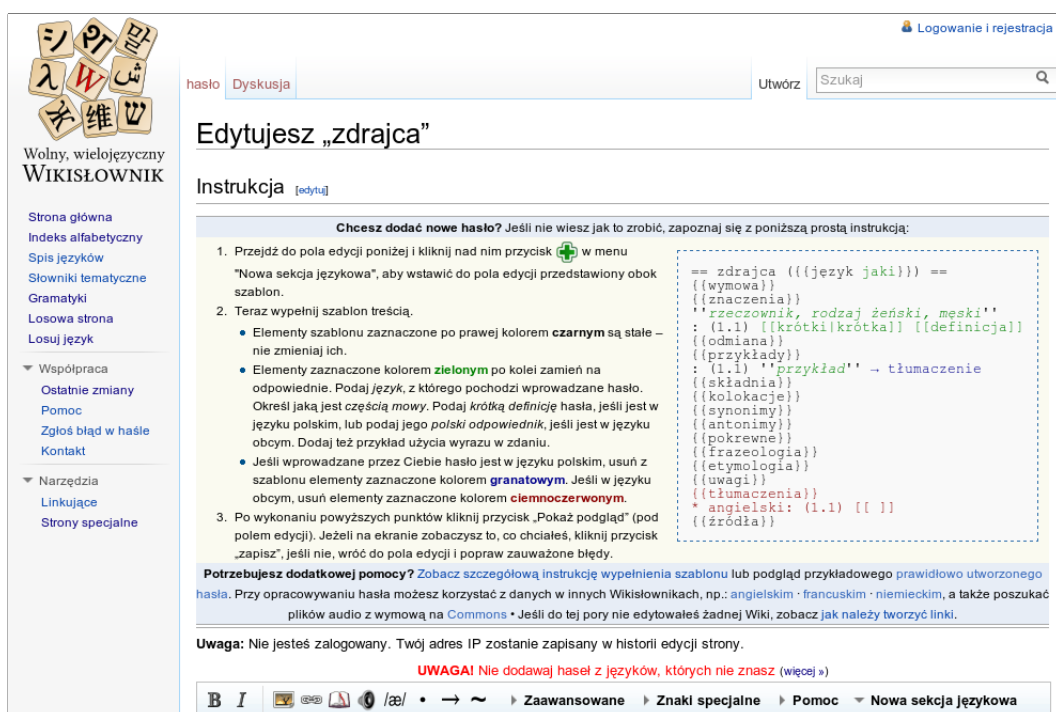 Logowanie i rejestracja
hasło Dyskusja Utwórz Szukaj
Wolny, wielojęzyczny
WIKISŁOWNIK
Strona główna
Indeks alfabetyczny
Spis języków
Słowniki tematyczne
Gramatyki
Losowa strona
Losuj język
Współpraca
Ostatnie zmiany
Pomoc
Zgłoś błąd w haśle
Kontakt
Narzędzia
Linkujące
Strony specjalne
Edytujesz „zdrajca”
Instrukcja [edytuj]
Chcesz dodać nowe hasło? Jeśli nie wiesz jak to zrobić, zapoznaj się z poniższą prostą instrukcją:
1. Przejdź do pola edycji poniżej i kliknij nad nim przycisk w menu
"Nowa sekcja językowa", aby wstawić do pola edycji przedstawiony obok
szablon.
2. Teraz wypełnij szablon treścią.
• Elementy szablonu zaznaczone po prawej kolorem czarnym są stałe –
nie zmieniaj ich.
• Elementy zaznaczone kolorem zielonym po kolei zamień na
odpowiednie. Podaj język, z którego pochodzi wprowadzane hasło.
Określ jaką jest częścią mowy. Podaj krótką definicję hasła, jeśli jest w
języku polskim, lub podaj jego polski odpowiednik, jeśli jest w języku
obcym. Dodaj też przykład użycia wyrazu w zdaniu.
• Jeśli wprowadzane przez Ciebie hasło jest w języku polskim, usuń z
szablonu elementy zaznaczone kolorem granatowym. Jeśli w języku
obcym, usuń elementy zaznaczone kolorem ciemnoczerwonym.
3. Po wykonaniu powyższych punktów kliknij przycisk „Pokaż podgląd” (pod
polem edycji). Jeżeli na ekranie zobaczysz to, co chciałeś, kliknij przycisk
„zapisz”, jeśli nie, wróć do pola edycji i popraw zauważone błędy.
== zdrajca ({{język jaki}}) ==
{{wymowa}}
{{znaczenia}}
''rzeczownik, rodzaj żeński, męski''
: (1.1) [[krótki|krótka]] [[definicja]]
{{odmiana}}
{{przykłady}}
: (1.1) ''przykład'' → tłumaczenie
{{składnia}}
{{kolokacje}}
{{synonimy}}
{{antonimy}}
{{pokrewne}}
{{frazeologia}}
{{etymologia}}
{{uwagi}}
{{tłumaczenia}}
* angielski: (1.1) [[ ]]
{{źródła}}
Potrzebujesz dodatkowej pomocy? Zobacz szczegółową instrukcję wypełnienia szablonu lub podgląd przykładowego prawidłowo utworzonego
hasła. Przy opracowywaniu hasła możesz korzystać z danych w innych Wikisłownikach, np.: angielskim · francuskim · niemieckim, a także poszukać
plików audio z wymową na Commons • Jeśli do tej pory nie edytowałeś żadnej Wiki, zobacz jak należy tworzyć linki.
Uwaga: Nie jesteś zalogowany. Twój adres IP zostanie zapisany w historii edycji strony.
UWAGA! Nie dodawaj haseł z języków, których nie znasz (więcej »)
B I /æ/ • → ~ Zaawansowane Znaki specjalne Pomoc Nowa sekcja językowa